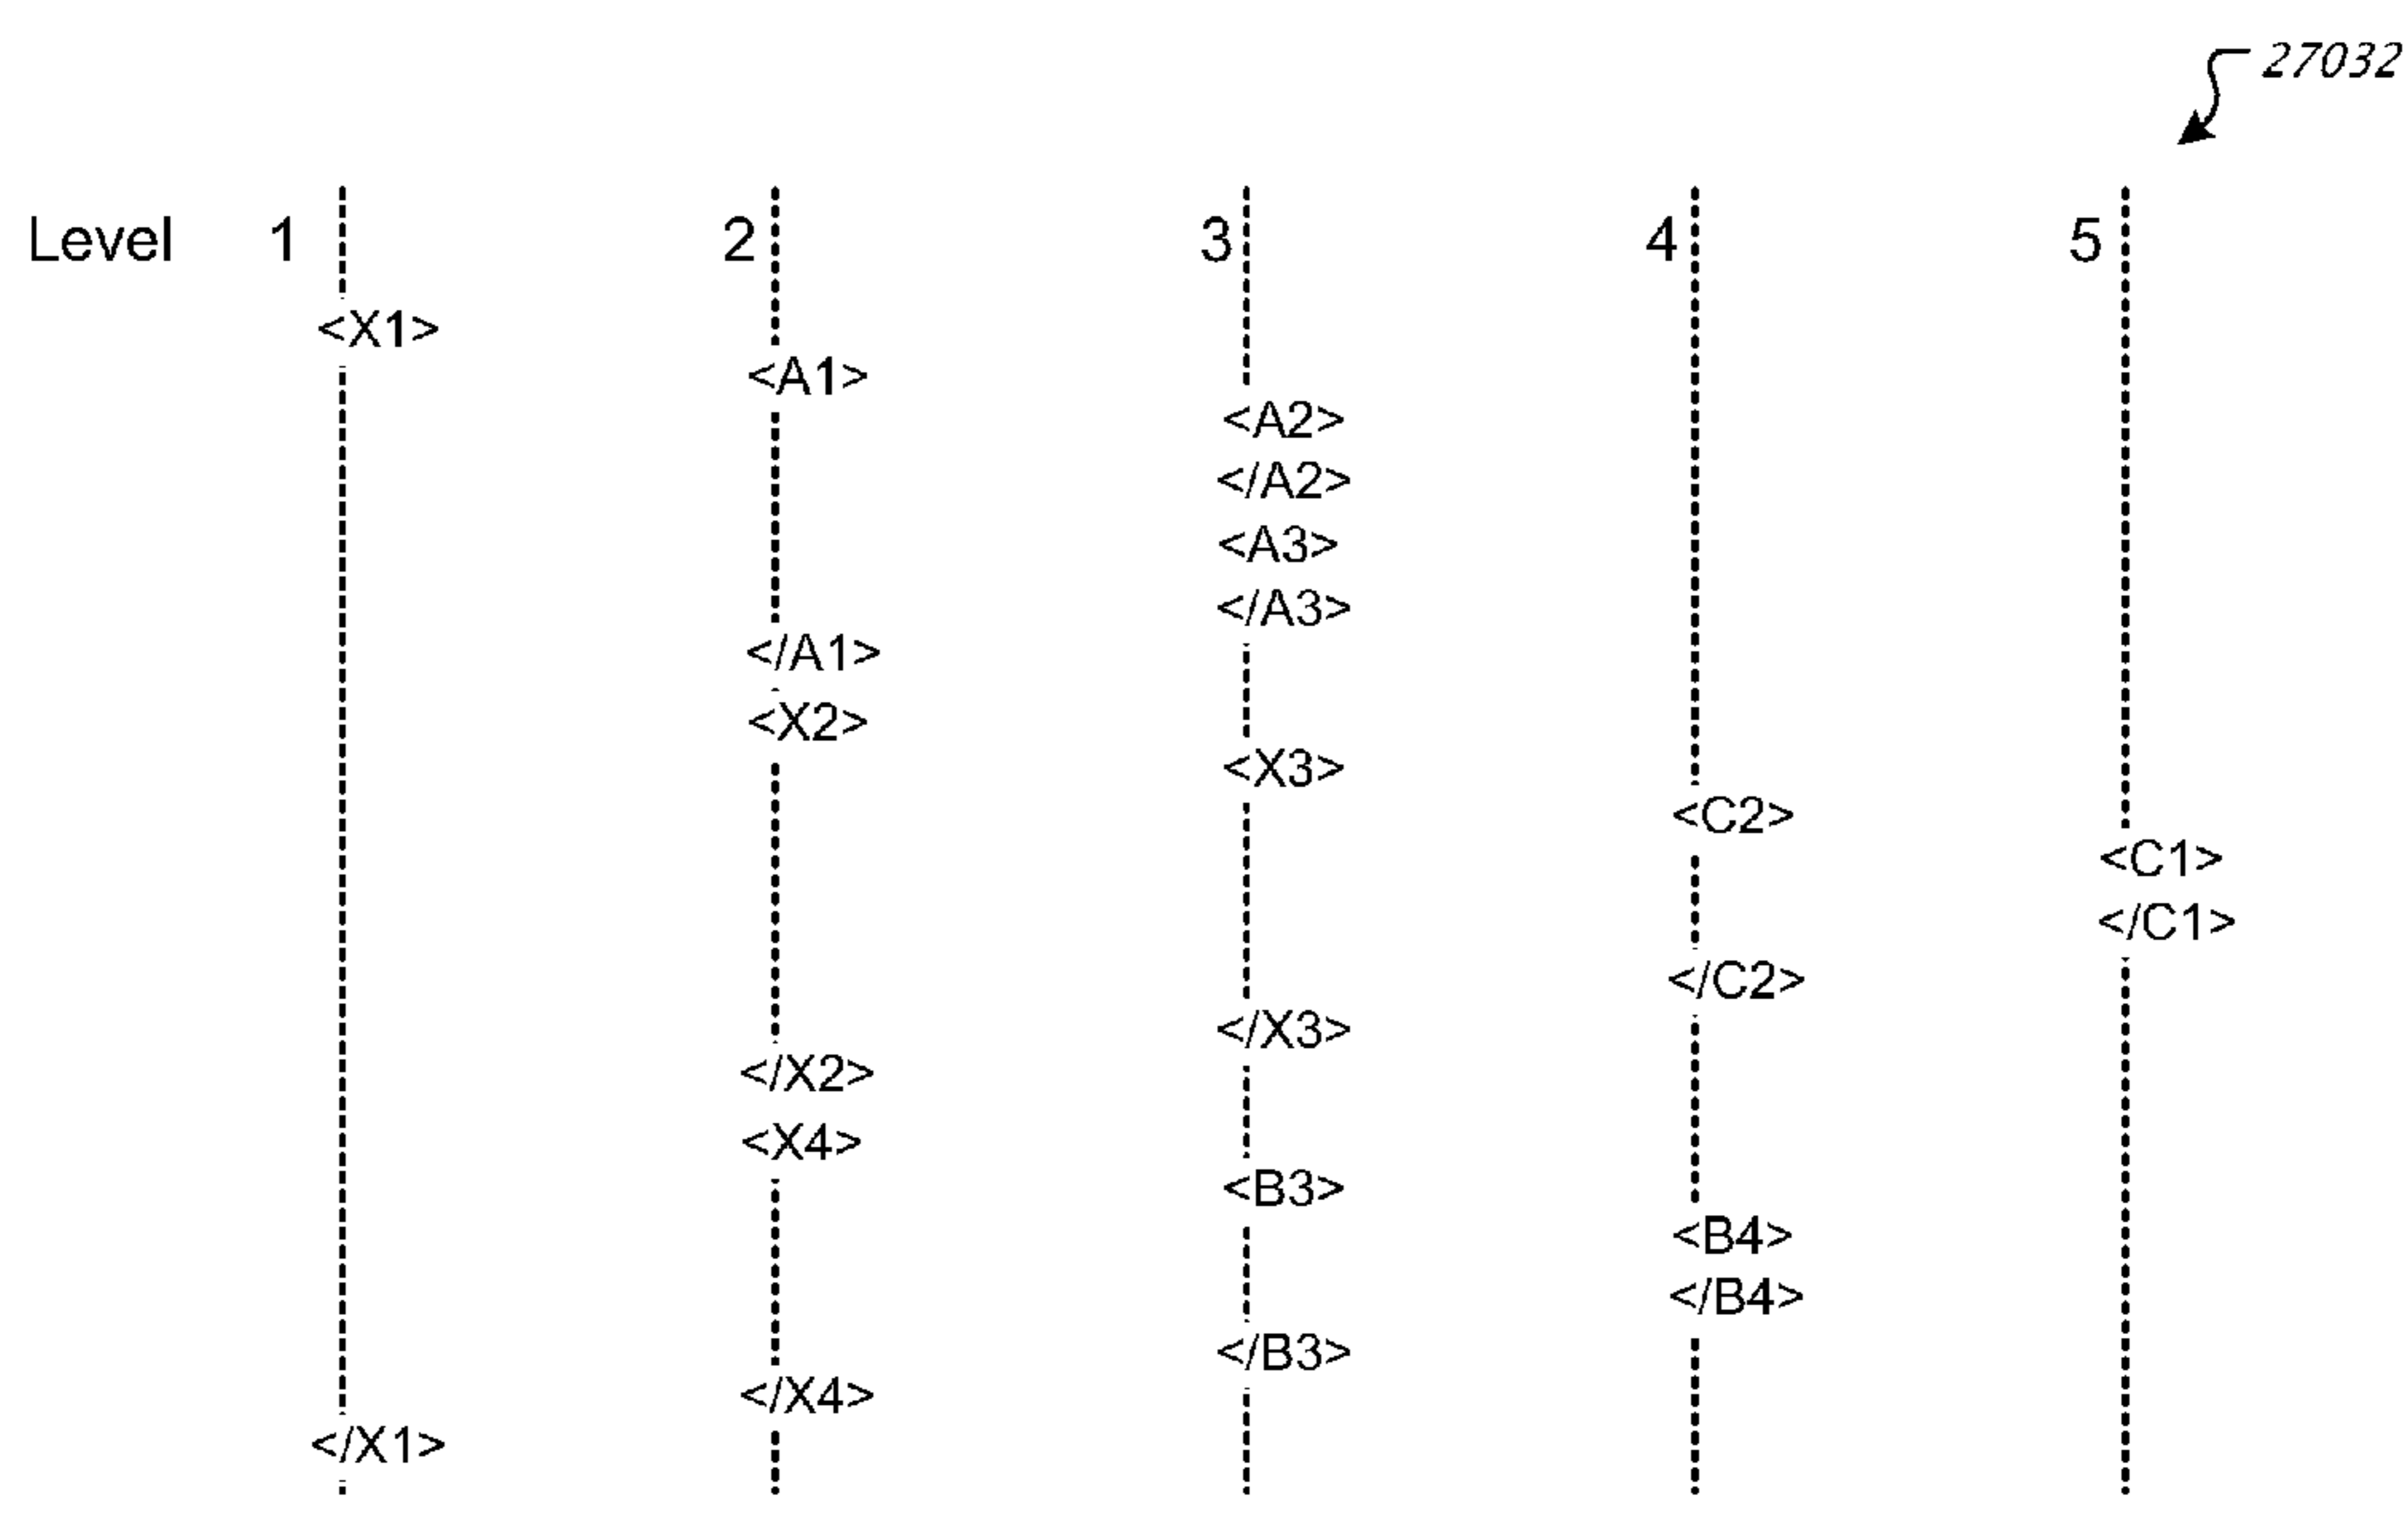 27032
Level 1 2 3 4 5
<X1>
<A1>
<A2>
</A2>
<A3>
</A3>
</A1>
<X2>
<X3>
<C2>
<C1>
</C1>
</C2>
</X3>
</X2>
<X4>
<B3>
<B4>
</B4>
</B3>
</X4>
</X1>